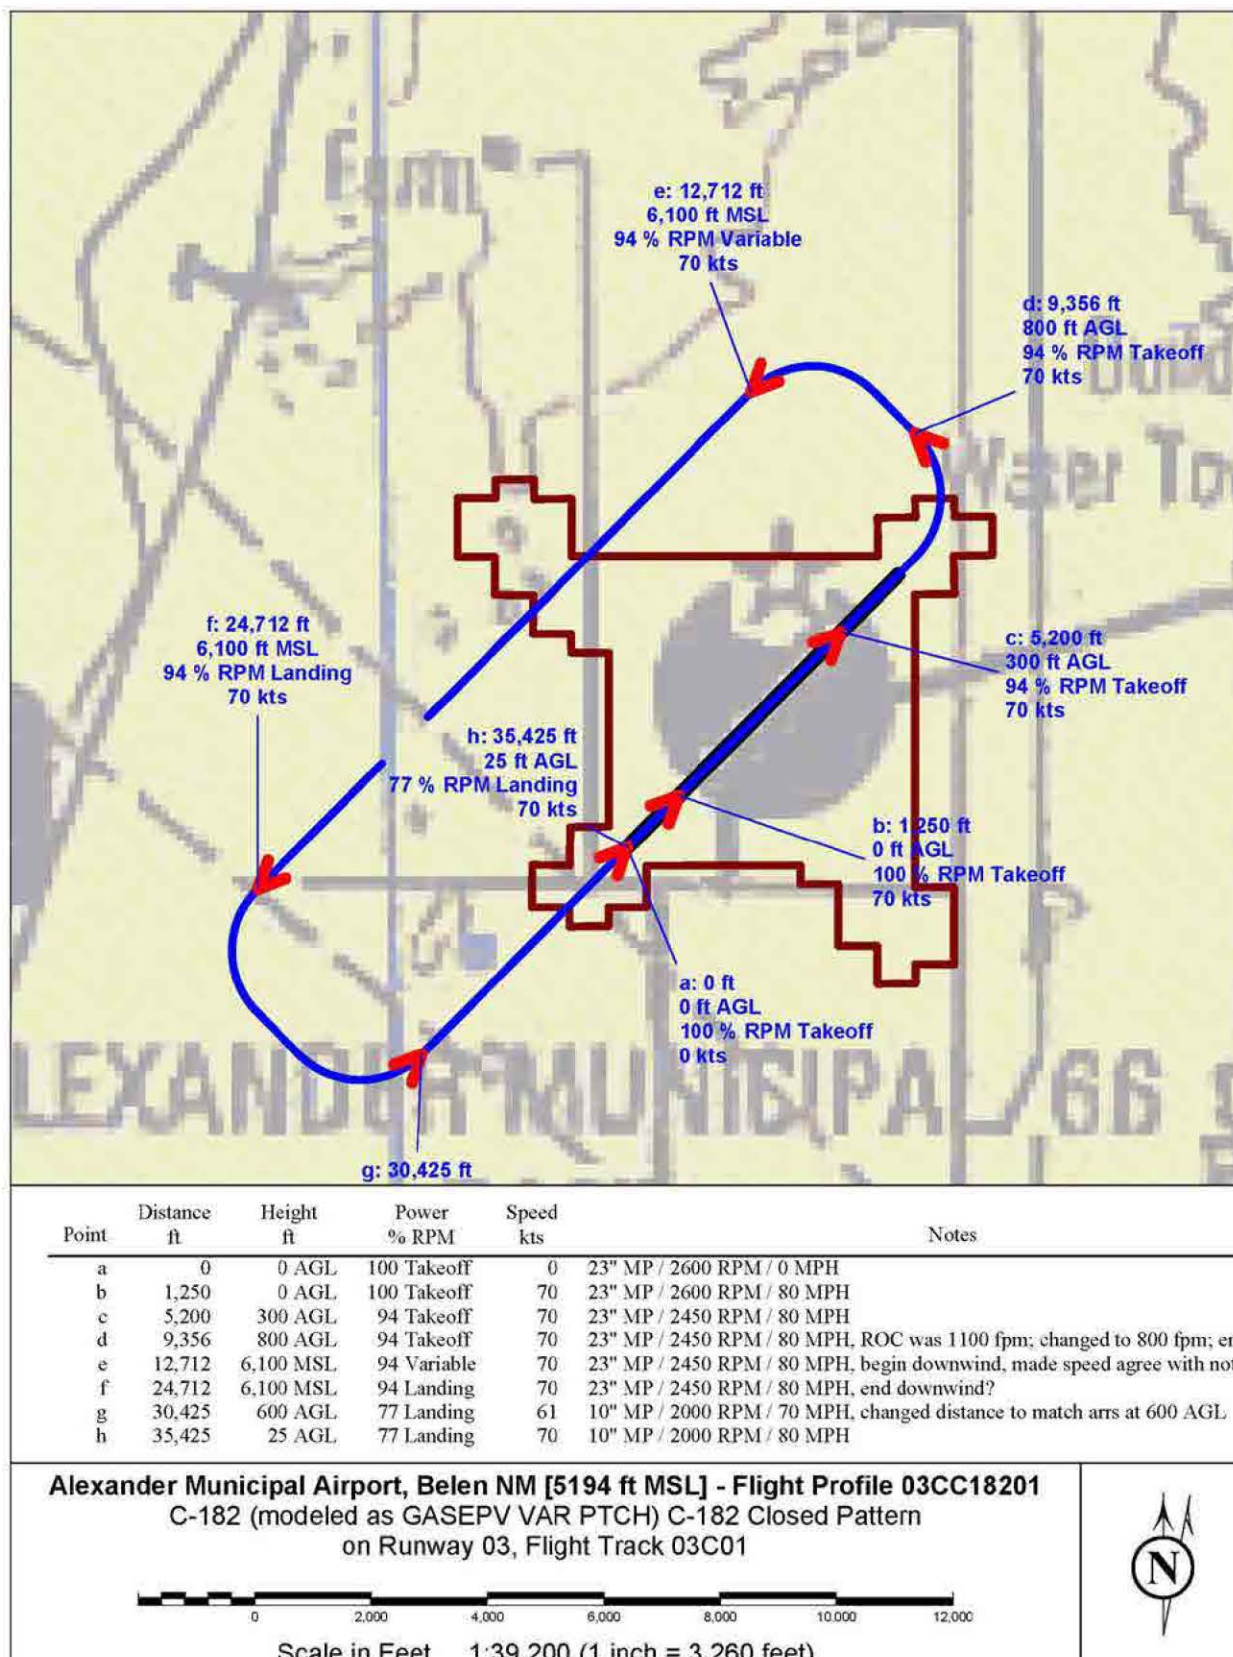 e: 12,712 ft
6,100 ft MSL
94 % RPM Variable
70 kts
d: 9,356 ft
800 ft AGL
94 % RPM Takeoff
70 kts
Water To
f: 24,712 ft
6,100 ft MSL
94 % RPM Landing
70 kts
c: 5,200 ft
300 ft AGL
94 % RPM Takeoff
70 kts
h: 35,425 ft
25 ft AGL
77 % RPM Landing
70 kts
b: 1,250 ft
0 ft AGL
100 % RPM Takeoff
70 kts
a: 0 ft
0 ft AGL
100 % RPM Takeoff
0 kts
LEXANDER MUNICIPAL 66
g: 30,425 ft
Point Distance ft Height ft Power % RPM Speed kts Notes
a 0 0 AGL 100 Takeoff 0 23" MP / 2600 RPM / 0 MPH
b 1,250 0 AGL 100 Takeoff 70 23" MP / 2600 RPM / 80 MPH
c 5,200 300 AGL 94 Takeoff 70 23" MP / 2450 RPM / 80 MPH
d 9,356 800 AGL 94 Takeoff 70 23" MP / 2450 RPM / 80 MPH, ROC was 1100 fpm; changed to 800 fpm; e
e 12,712 6,100 MSL 94 Variable 70 23" MP / 2450 RPM / 80 MPH, begin downwind, made speed agree with not
f 24,712 6,100 MSL 94 Landing 70 23" MP / 2450 RPM / 80 MPH, end downwind?
g 30,425 600 AGL 77 Landing 61 10" MP / 2000 RPM / 70 MPH, changed distance to match arrs at 600 AGL
h 35,425 25 AGL 77 Landing 70 10" MP / 2000 RPM / 80 MPH
Alexander Municipal Airport, Belen NM [5194 ft MSL] - Flight Profile 03CC18201
C-182 (modeled as GASEPV VAR PTCH) C-182 Closed Pattern
on Runway 03, Flight Track 03C01
N
0 2,000 4,000 6,000 8,000 10,000 12,000
Scale in Feet 1:39,200 (1 inch = 3,260 feet)